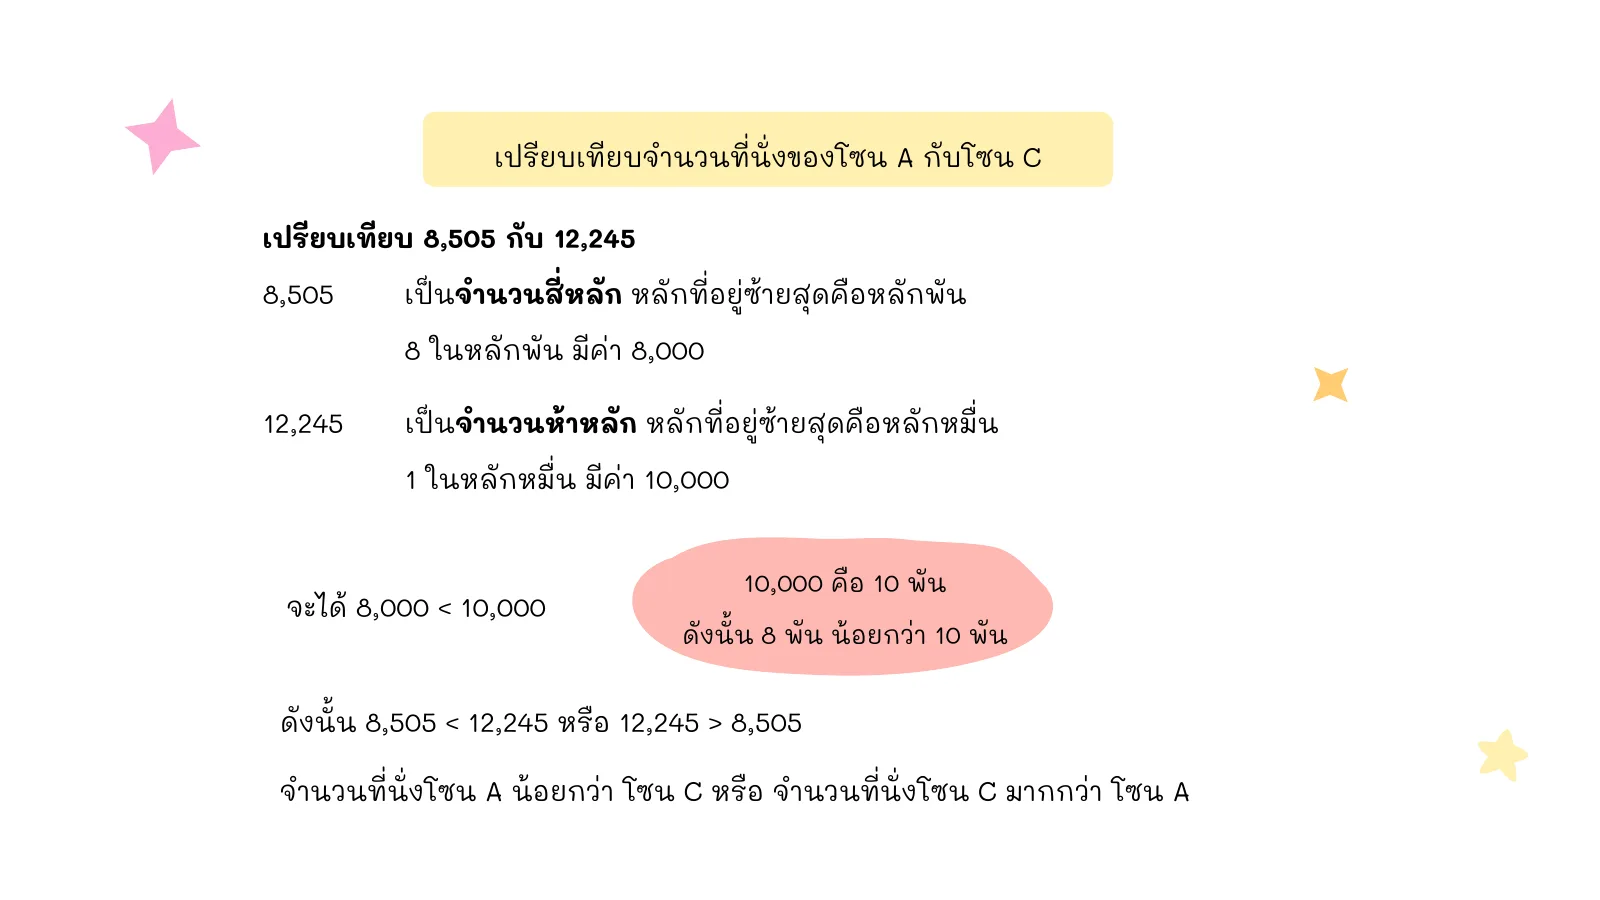 เปรียบเทียบจำนวนที่นั่งของโซน A กับโซน C
เปรียบเทียบ 8,505 กับ 12,245
8,505 เป็นจำนวนสี่หลัก หลักที่อยู่ซ้ายสุดคือหลักพัน
8 ในหลักพัน มีค่า 8,000
12,245 เป็นจำนวนห้าหลัก หลักที่อยู่ซ้ายสุดคือหลักหมื่น
1 ในหลักหมื่น มีค่า 10,000
จะได้ 8,000 < 10,000
10,000 คือ 10 พัน
ดังนั้น 8 พัน น้อยกว่า 10 พัน
ดังนั้น 8,505 < 12,245 หรือ 12,245 > 8,505
จำนวนที่นั่งโซน A น้อยกว่า โซน C หรือ จำนวนที่นั่งโซน C มากกว่า โซน A